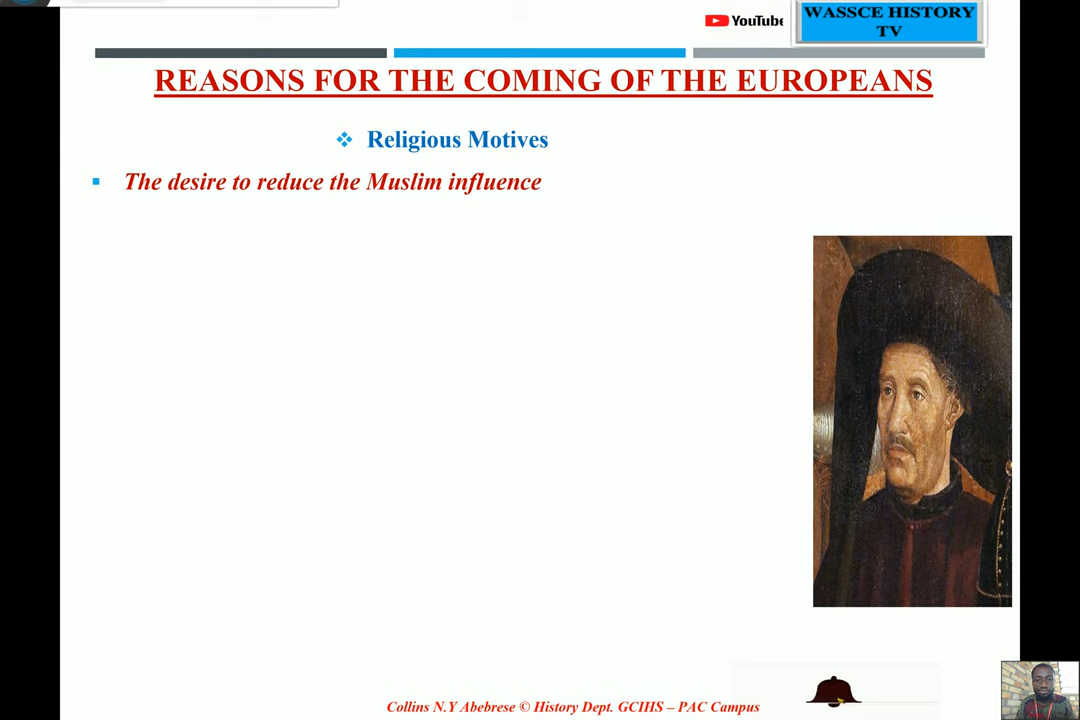 YouTube
WASSCE HISTORY
TV
REASONS FOR THE COMING OF THE EUROPEANS
Religious Motives
The desire to reduce the Muslim influence
Collins N.Y Abebrese © History Dept. GCIHS – PAC Campus